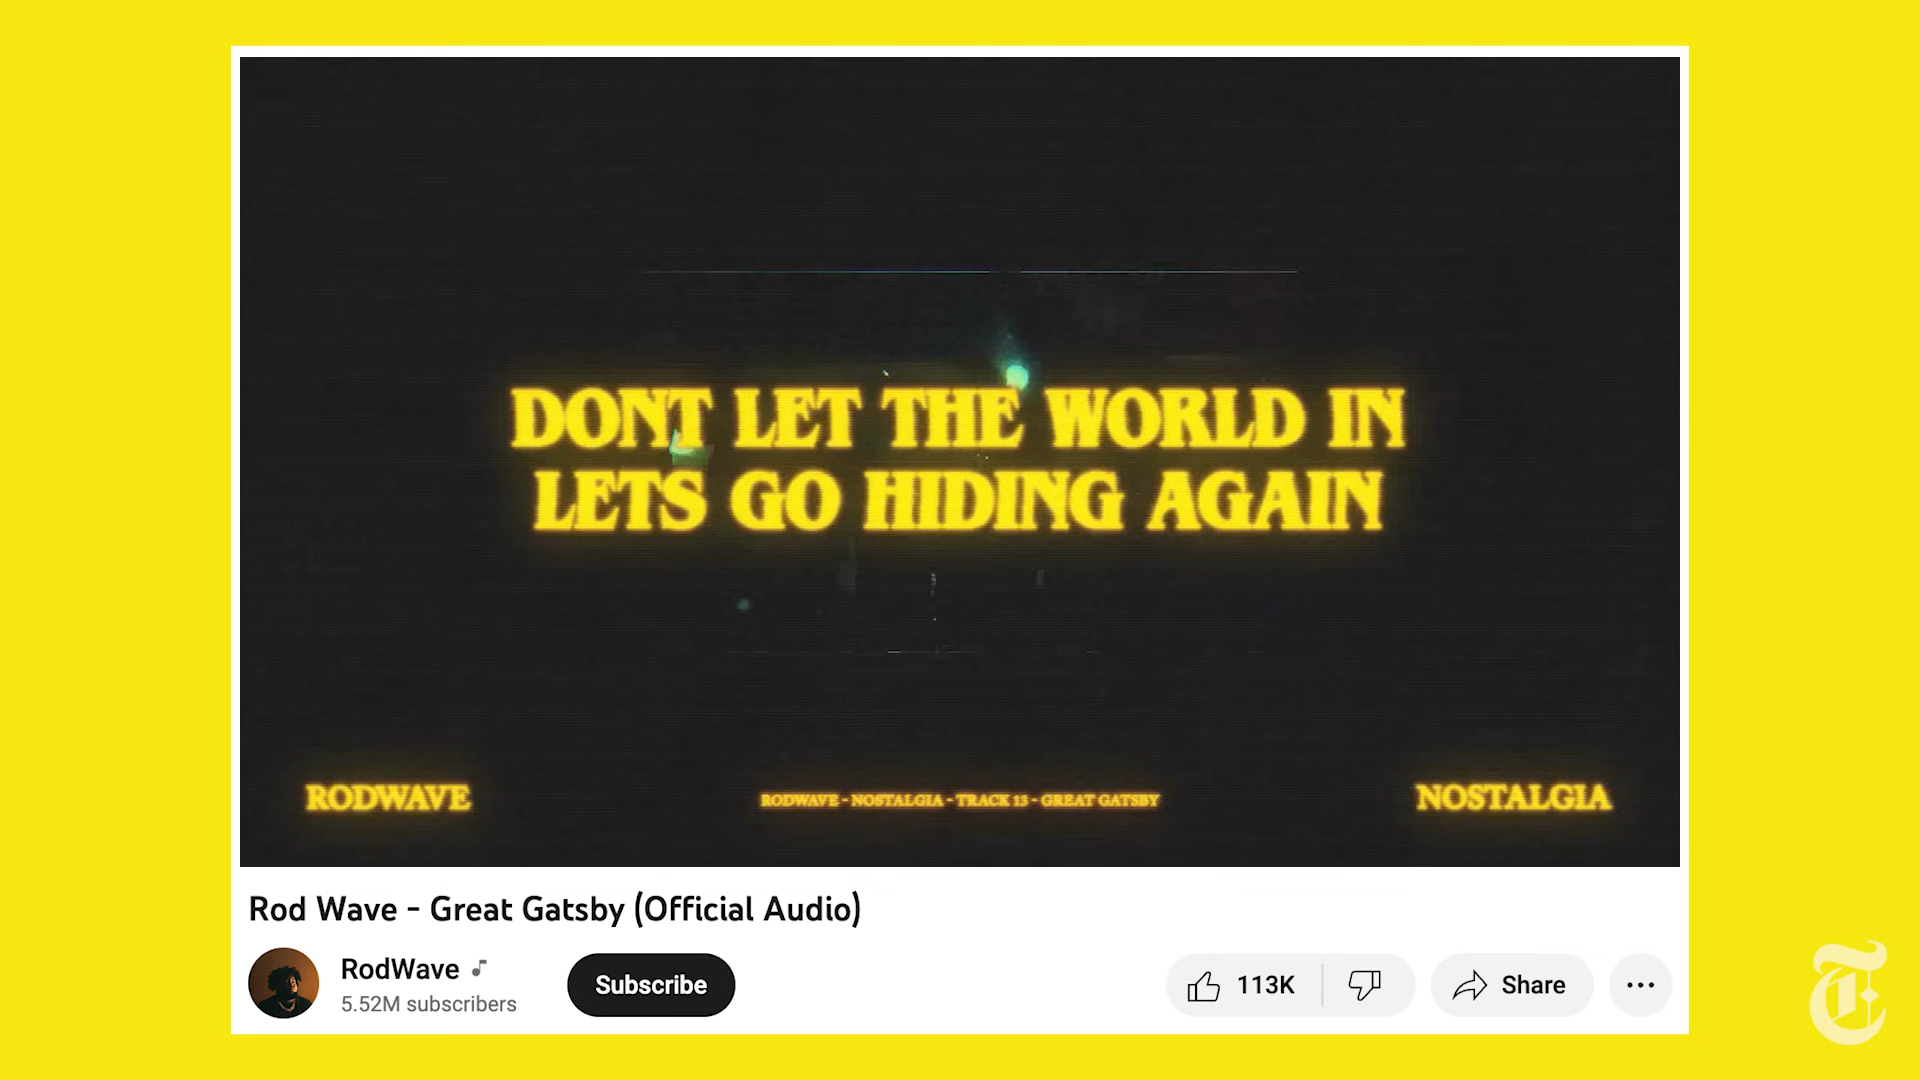 DONT LET THE WORLD IN
LETS GO HIDING AGAIN
RODWAVE
RODWAVE - NOSTALGIA - TRACK 13 - GREAT GATSBY
NOSTALGIA
Rod Wave - Great Gatsby (Official Audio)
RodWave
5.52M subscribers
Subscribe
113K
Share
T